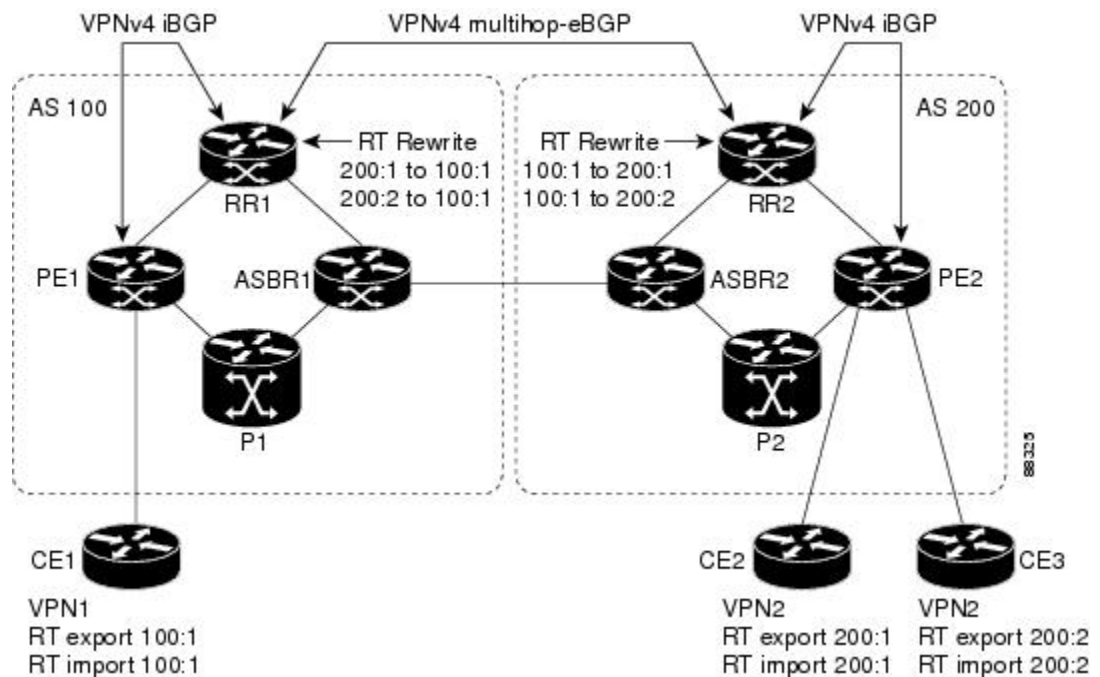 VPNv4 iBGP
VPNv4 multihop-eBGP
VPNv4 iBGP
AS 100
AS 200
RT Rewrite
200:1 to 100:1
200:2 to 100:1
RT Rewrite
100:1 to 200:1
100:1 to 200:2
RR1
RR2
PE1
ASBR1
ASBR2
PE2
P1
P2
88325
CE1
VPN1
RT export 100:1
RT import 100:1
CE2
VPN2
RT export 200:1
RT import 200:1
CE3
VPN2
RT export 200:2
RT import 200:2